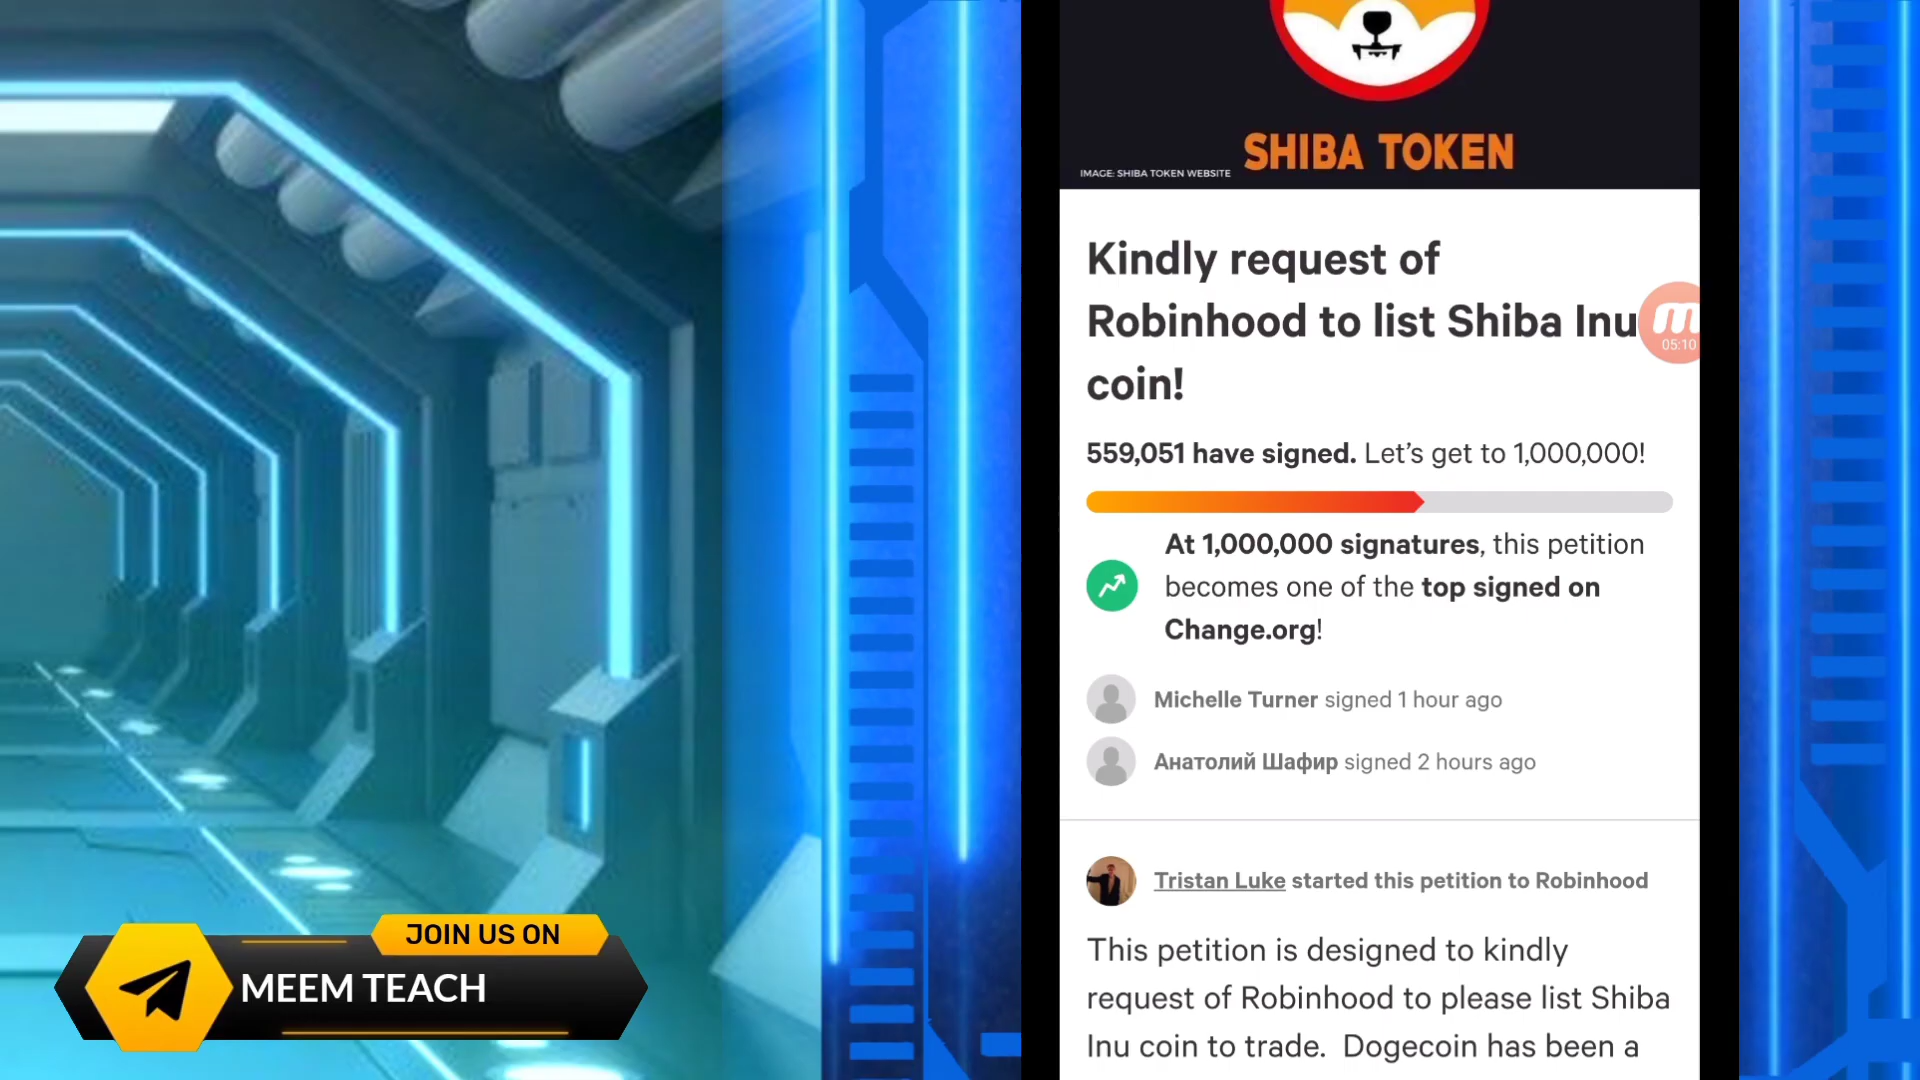 SHIBA TOKEN
IMAGE: SHIBA TOKEN WEBSITE
Kindly request of
Robinhood to list Shiba Inu
coin!
m
05:10
559,051 have signed. Let’s get to 1,000,000!
At 1,000,000 signatures, this petition
becomes one of the top signed on
Change.org!
Michelle Turner signed 1 hour ago
Анатолий Шафир signed 2 hours ago
Tristan Luke started this petition to Robinhood
This petition is designed to kindly
request of Robinhood to please list Shiba
Inu coin to trade.  Dogecoin has been a
JOIN US ON
MEEM TEACH